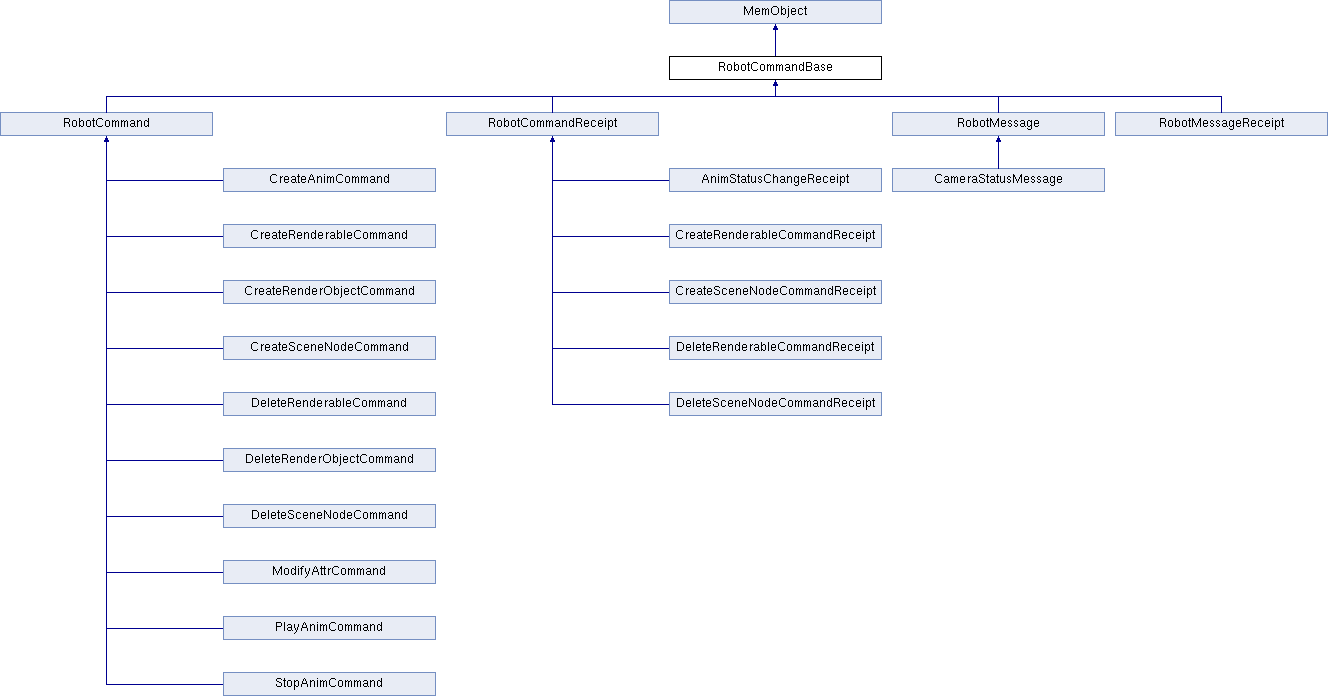 MemObject
RobotCommandBase
RobotCommand
RobotCommandReceipt
RobotMessage
RobotMessageReceipt
CreateAnimCommand
AnimStatusChangeReceipt
CameraStatusMessage
CreateRenderableCommand
CreateRenderableCommandReceipt
CreateRenderObjectCommand
CreateSceneNodeCommandReceipt
CreateSceneNodeCommand
DeleteRenderableCommandReceipt
DeleteRenderableCommand
DeleteSceneNodeCommandReceipt
DeleteRenderObjectCommand
DeleteSceneNodeCommand
ModifyAttrCommand
PlayAnimCommand
StopAnimCommand